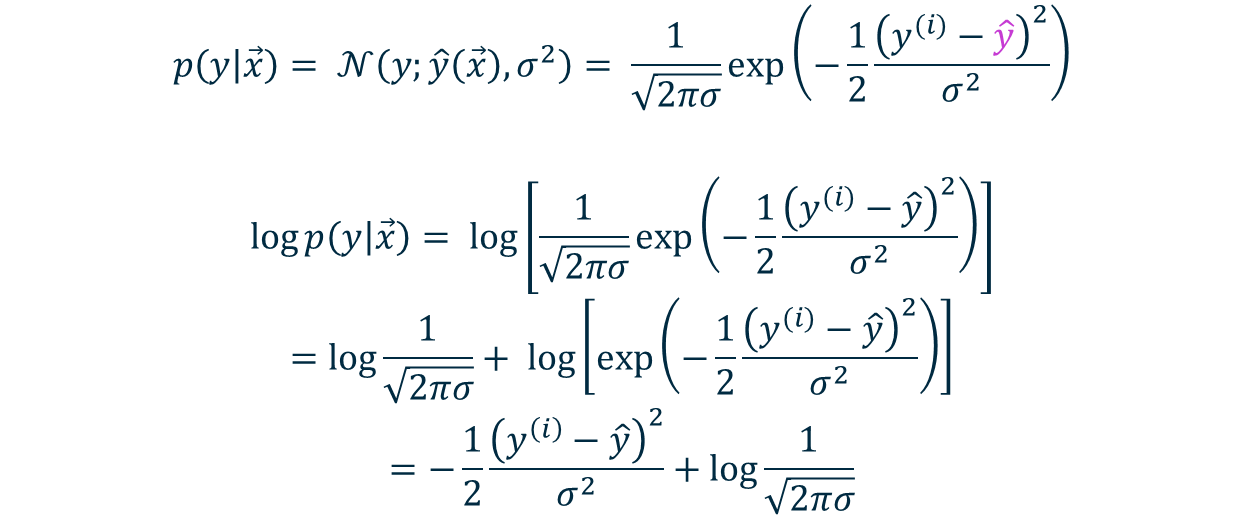 p(y|x⃗) = 𝒩(y; ŷ(x⃗), σ²) = 1/√(2πσ) exp(−1/2 (y⁽ⁱ⁾ − ŷ)²/σ²)
log p(y|x⃗) = log[1/√(2πσ) exp(−1/2 (y⁽ⁱ⁾ − ŷ)²/σ²)]
= log 1/√(2πσ) + log[exp(−1/2 (y⁽ⁱ⁾ − ŷ)²/σ²)]
= −1/2 (y⁽ⁱ⁾ − ŷ)²/σ² + log 1/√(2πσ)